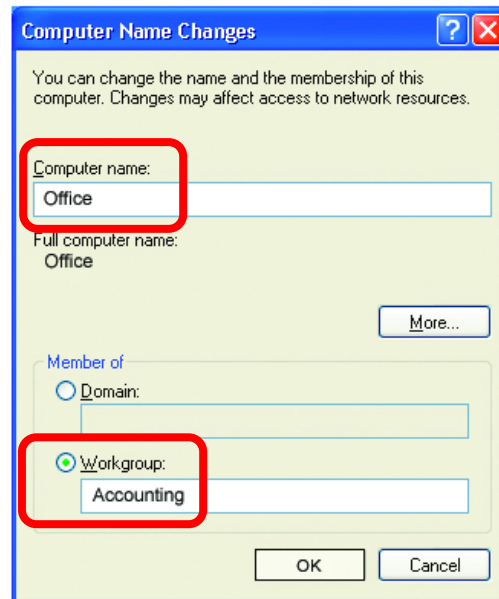 Computer Name Changes
You can change the name and the membership of this
computer. Changes may affect access to network resources.
Computer name:
Office
Full computer name:
Office
More...
Member of
Domain:
Workgroup:
Accounting
OK Cancel